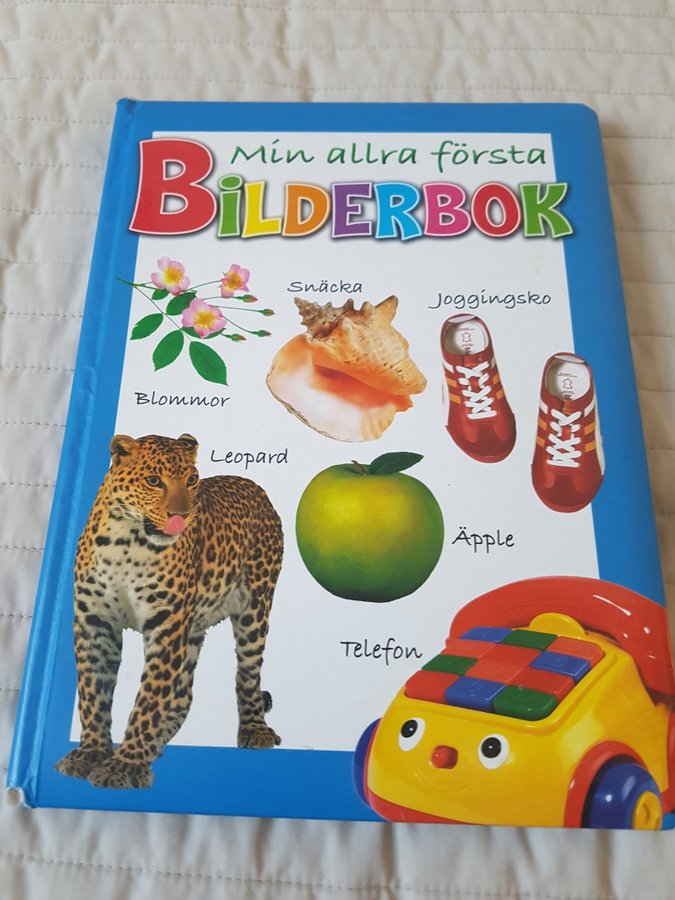 Min allra första
BILDERBOK
Snäcka
Joggingsko
Blommor
Leopard
Äpple
Telefon